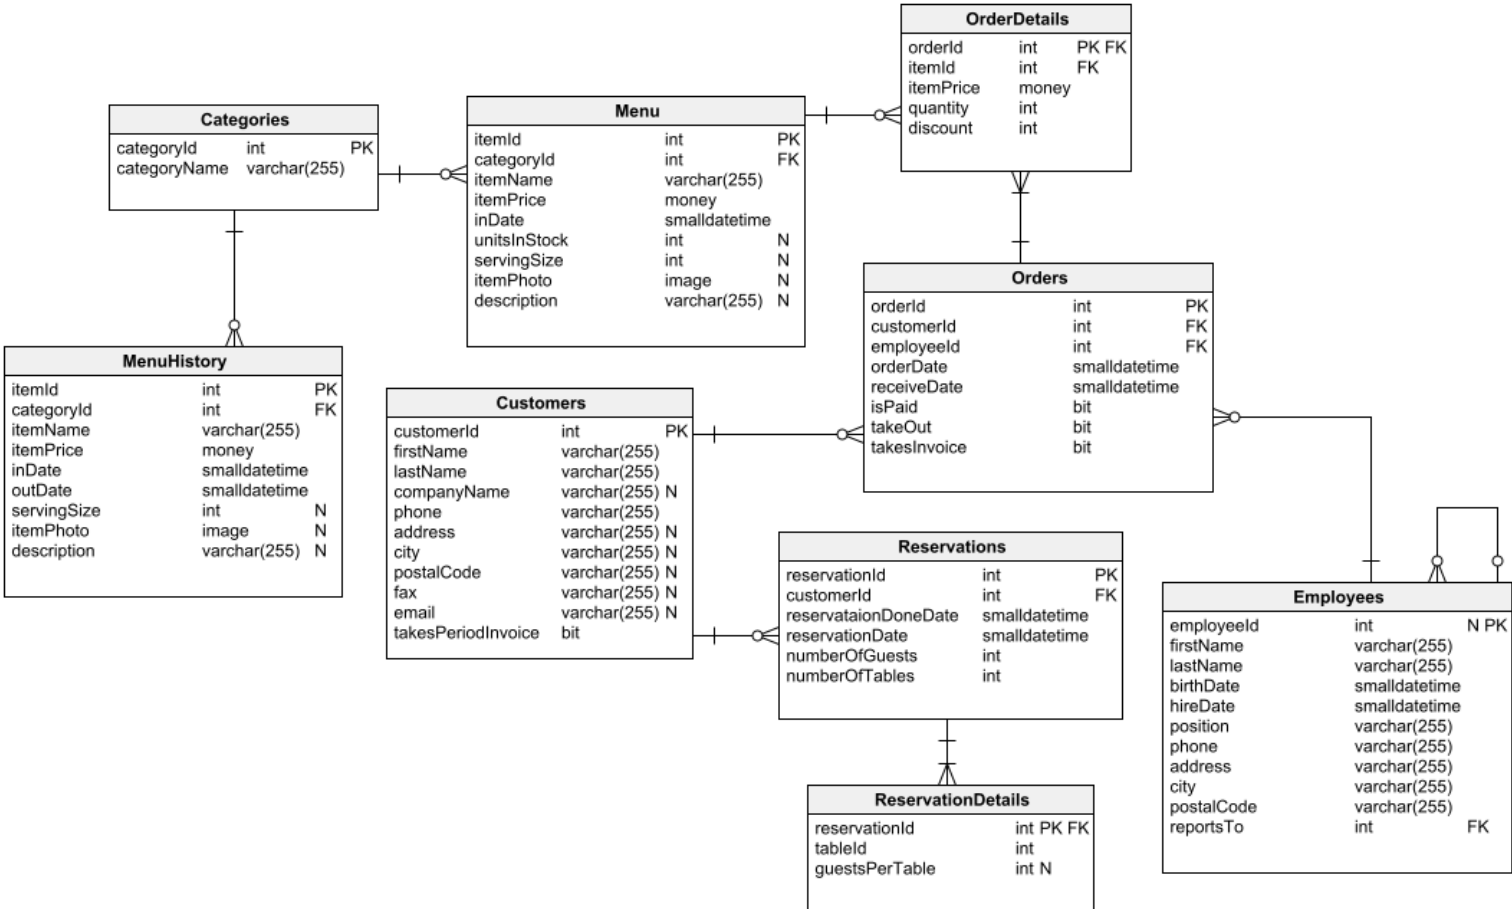 OrderDetails
orderId int PK FK
itemId int FK
itemPrice money
quantity int
discount int
Categories
categoryId int PK
categoryName varchar(255)
Menu
itemId int PK
categoryId int FK
itemName varchar(255)
itemPrice money
inDate smalldatetime
unitsInStock int N
servingSize int N
itemPhoto image N
description varchar(255) N
Orders
orderId int PK
customerId int FK
employeeId int FK
orderDate smalldatetime
receiveDate smalldatetime
isPaid bit
takeOut bit
takesInvoice bit
MenuHistory
itemId int PK
categoryId int FK
itemName varchar(255)
itemPrice money
inDate smalldatetime
outDate smalldatetime
servingSize int N
itemPhoto image N
description varchar(255) N
Customers
customerId int PK
firstName varchar(255)
lastName varchar(255)
companyName varchar(255) N
phone varchar(255)
address varchar(255) N
city varchar(255) N
postalCode varchar(255) N
fax varchar(255) N
email varchar(255) N
takesPeriodInvoice bit
Reservations
reservationId int PK
customerId int FK
reservataionDoneDate smalldatetime
reservationDate smalldatetime
numberOfGuests int
numberOfTables int
Employees
employeeId int N PK
firstName varchar(255)
lastName varchar(255)
birthDate smalldatetime
hireDate smalldatetime
position varchar(255)
phone varchar(255)
address varchar(255)
city varchar(255)
postalCode varchar(255)
reportsTo int FK
ReservationDetails
reservationId int PK FK
tableId int
guestsPerTable int N